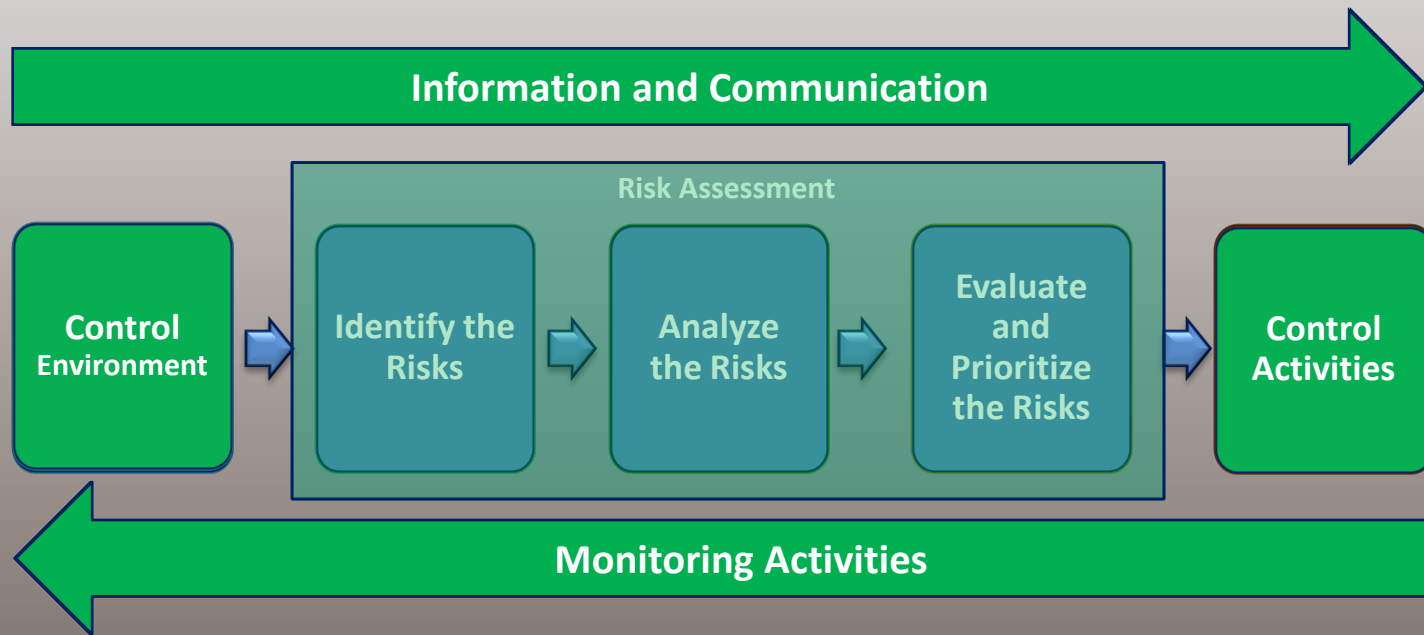 Information and Communication
Risk Assessment
Control
Environment
Identify the
Risks
Analyze
the Risks
Evaluate
and
Prioritize
the Risks
Control
Activities
Monitoring Activities